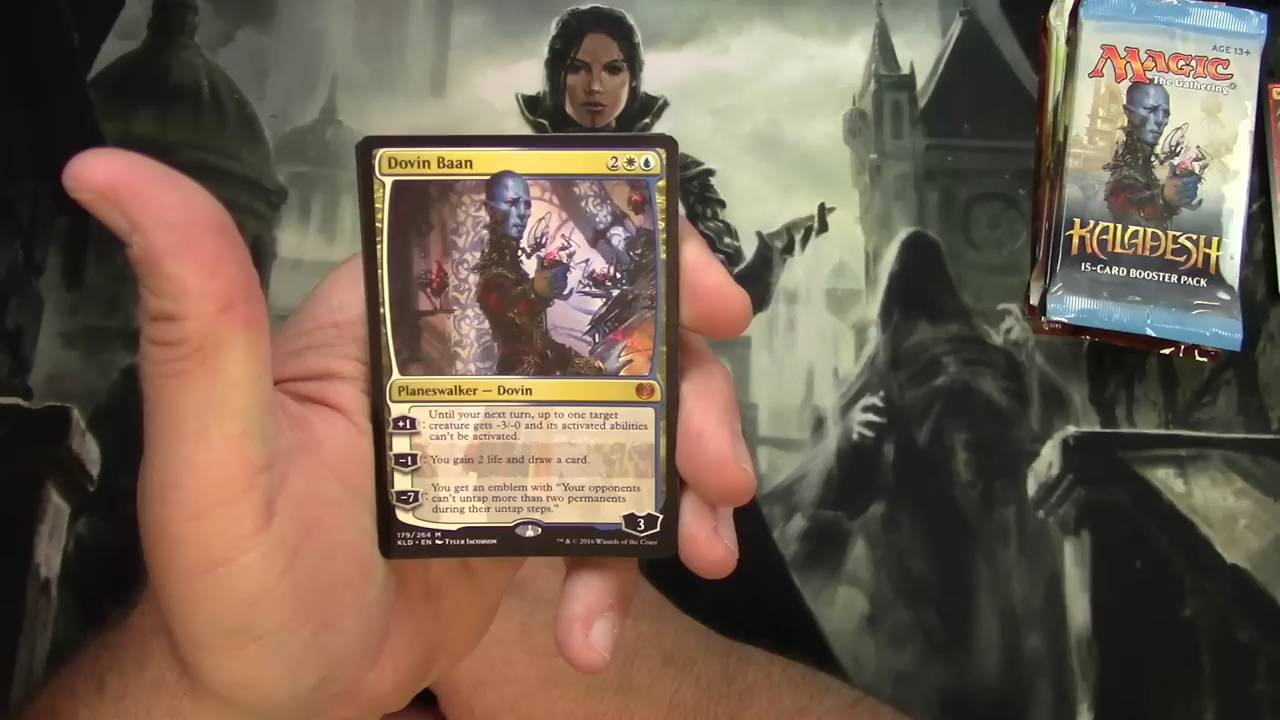 Dovin Baan 2
Planeswalker — Dovin
+1: Until your next turn, up to one target
creature gets -3/-0 and its activated abilities
can't be activated.
-1: You gain 2 life and draw a card.
-7: You get an emblem with "Your opponents
can't untap more than two permanents
during their untap steps."
3
179/264 M
KLD • EN Tyler Jacobson
™ & © 2016 Wizards of the Coast
AGE 13+
MAGIC
The Gathering®
KALADESH
15-CARD BOOSTER PACK